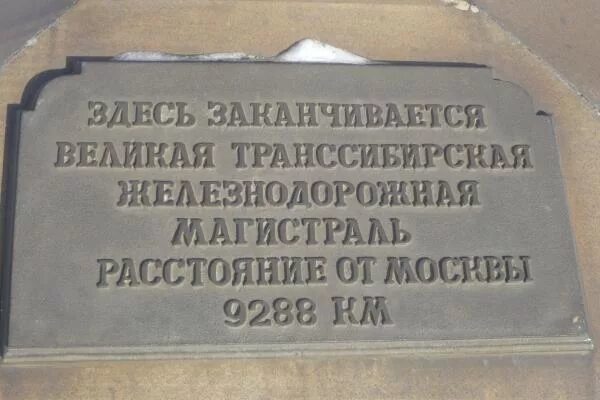 ЗДЕСЬ ЗАКАНЧИВАЕТСЯ
ВЕЛИКАЯ ТРАНССИБИРСКАЯ
ЖЕЛЕЗНОДОРОЖНАЯ
МАГИСТРАЛЬ
РАССТОЯНИЕ ОТ МОСКВЫ
9288 КМ